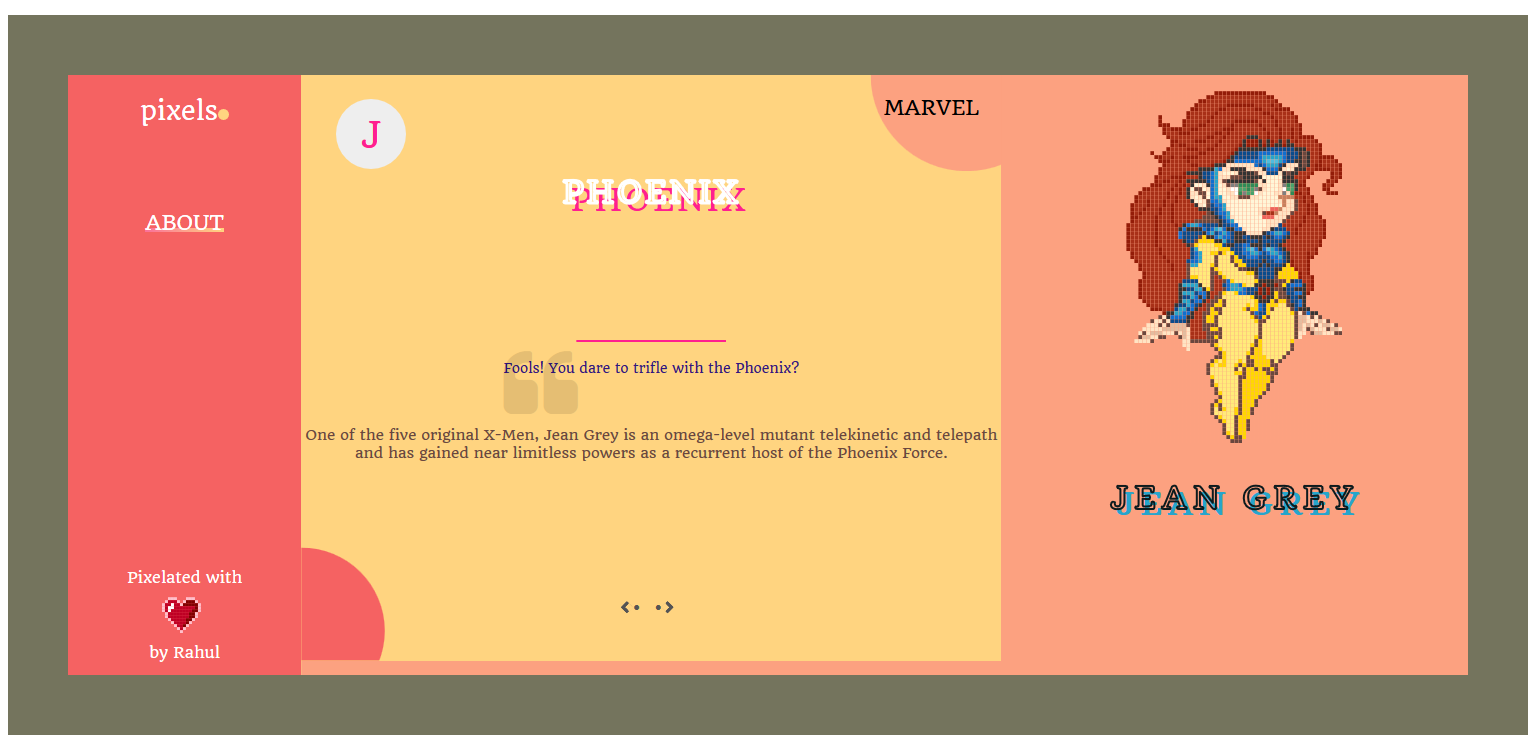 pixels
ABOUT
Pixelated with
by Rahul
J
MARVEL
PHOENIX
Fools! You dare to trifle with the Phoenix?
One of the five original X-Men, Jean Grey is an omega-level mutant telekinetic and telepath
and has gained near limitless powers as a recurrent host of the Phoenix Force.
JEAN GREY